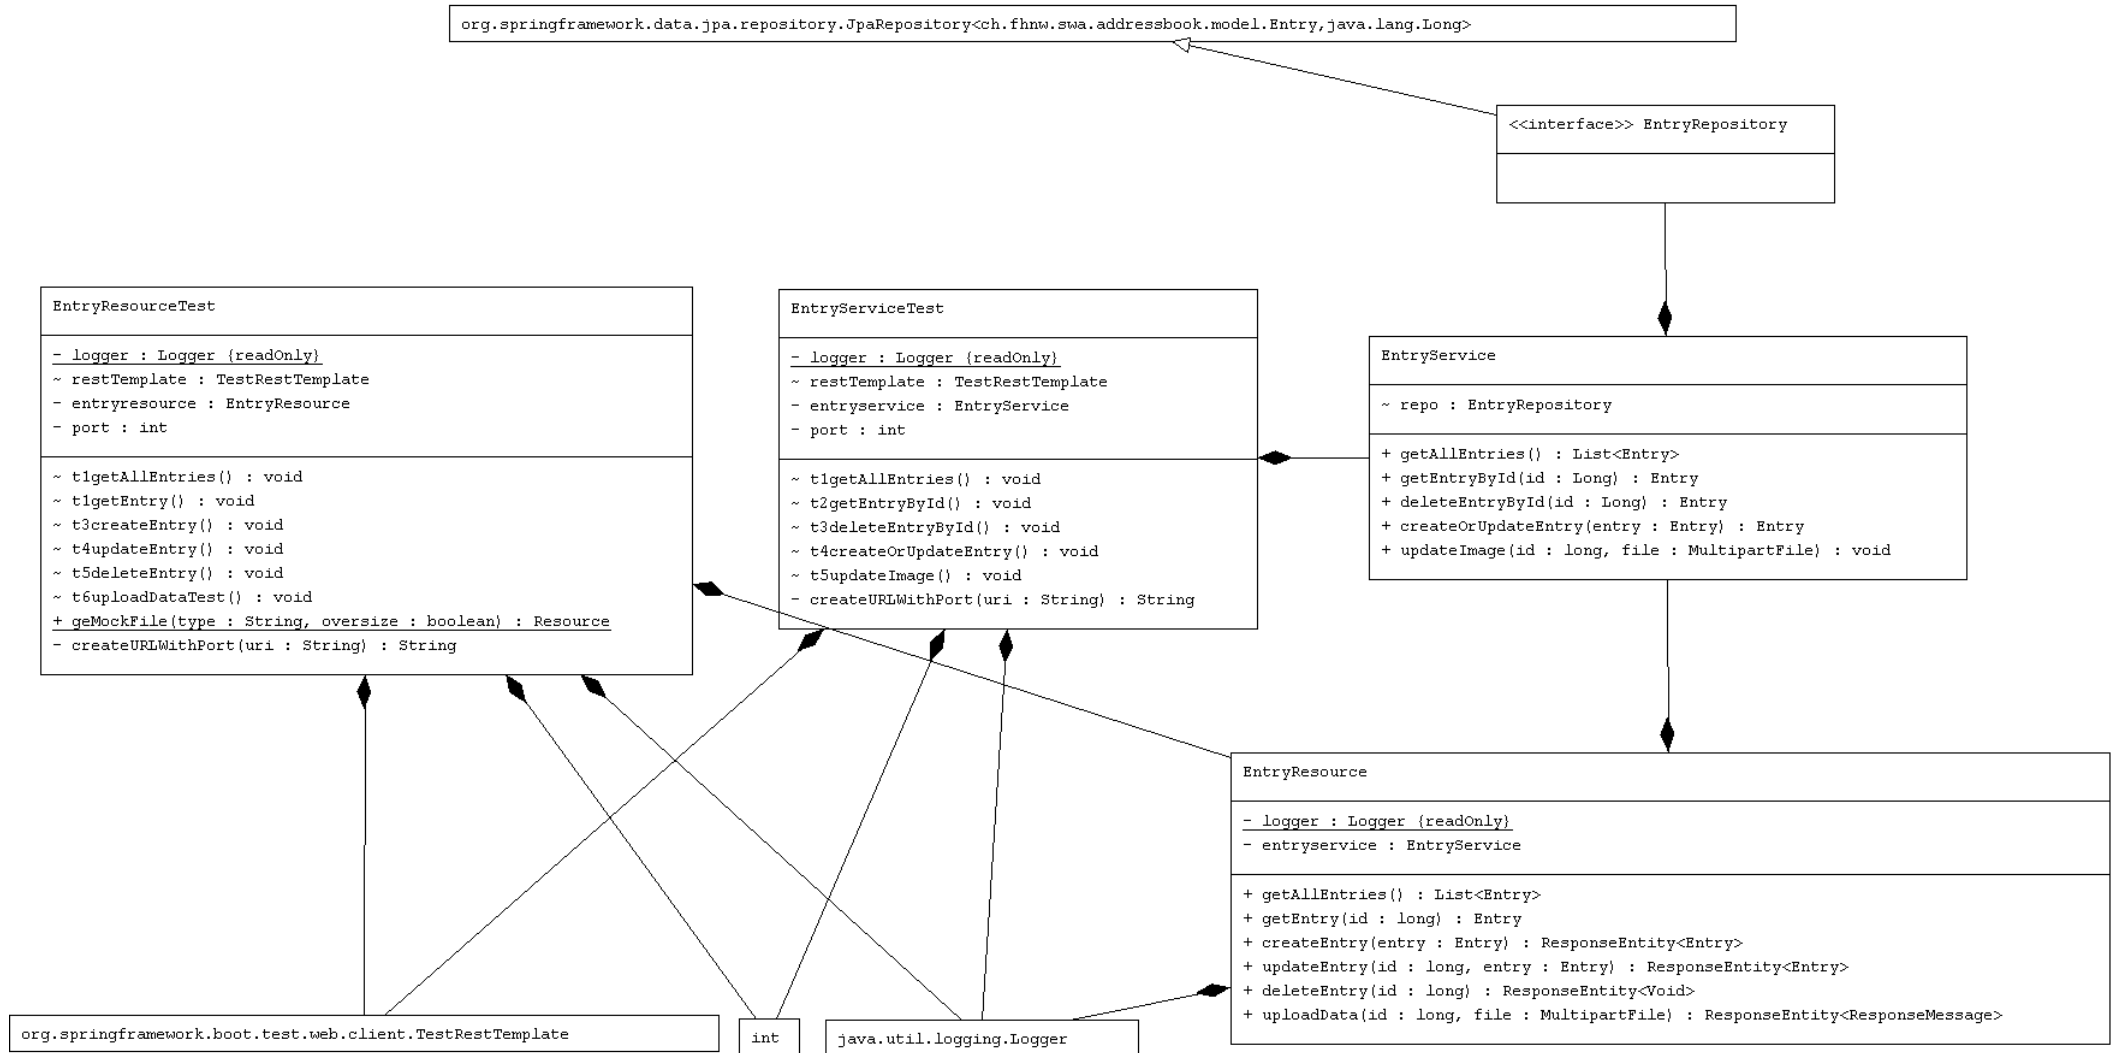 org.springframework.data.jpa.repository.JpaRepository<ch.fhnw.swa.addressbook.model.Entry,java.lang.Long>
<<interface>> EntryRepository
EntryResourceTest
- logger : Logger {readOnly}
~ restTemplate : TestRestTemplate
- entryresource : EntryResource
- port : int
~ t1getAllEntries() : void
~ t1getEntry() : void
~ t3createEntry() : void
~ t4updateEntry() : void
~ t5deleteEntry() : void
~ t6uploadDataTest() : void
+ geMockFile(type : String, oversize : boolean) : Resource
- createURLWithPort(uri : String) : String
EntryServiceTest
- logger : Logger {readOnly}
~ restTemplate : TestRestTemplate
- entryservice : EntryService
- port : int
~ t1getAllEntries() : void
~ t2getEntryById() : void
~ t3deleteEntryById() : void
~ t4createOrUpdateEntry() : void
~ t5updateImage() : void
- createURLWithPort(uri : String) : String
EntryService
~ repo : EntryRepository
+ getAllEntries() : List<Entry>
+ getEntryById(id : Long) : Entry
+ deleteEntryById(id : Long) : Entry
+ createOrUpdateEntry(entry : Entry) : Entry
+ updateImage(id : long, file : MultipartFile) : void
EntryResource
- logger : Logger {readOnly}
- entryservice : EntryService
+ getAllEntries() : List<Entry>
+ getEntry(id : long) : Entry
+ createEntry(entry : Entry) : ResponseEntity<Entry>
+ updateEntry(id : long, entry : Entry) : ResponseEntity<Entry>
+ deleteEntry(id : long) : ResponseEntity<Void>
+ uploadData(id : long, file : MultipartFile) : ResponseEntity<ResponseMessage>
org.springframework.boot.test.web.client.TestRestTemplate
int
java.util.logging.Logger